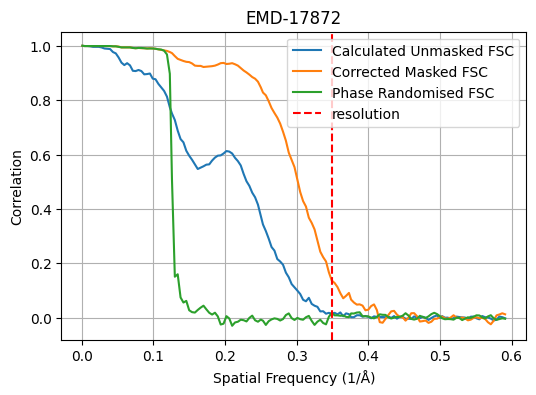 EMD-17872
Calculated Unmasked FSC
Corrected Masked FSC
Phase Randomised FSC
resolution
Correlation
1.0
0.8
0.6
0.4
0.2
0.0
0.0 0.1 0.2 0.3 0.4 0.5 0.6
Spatial Frequency (1/Å)